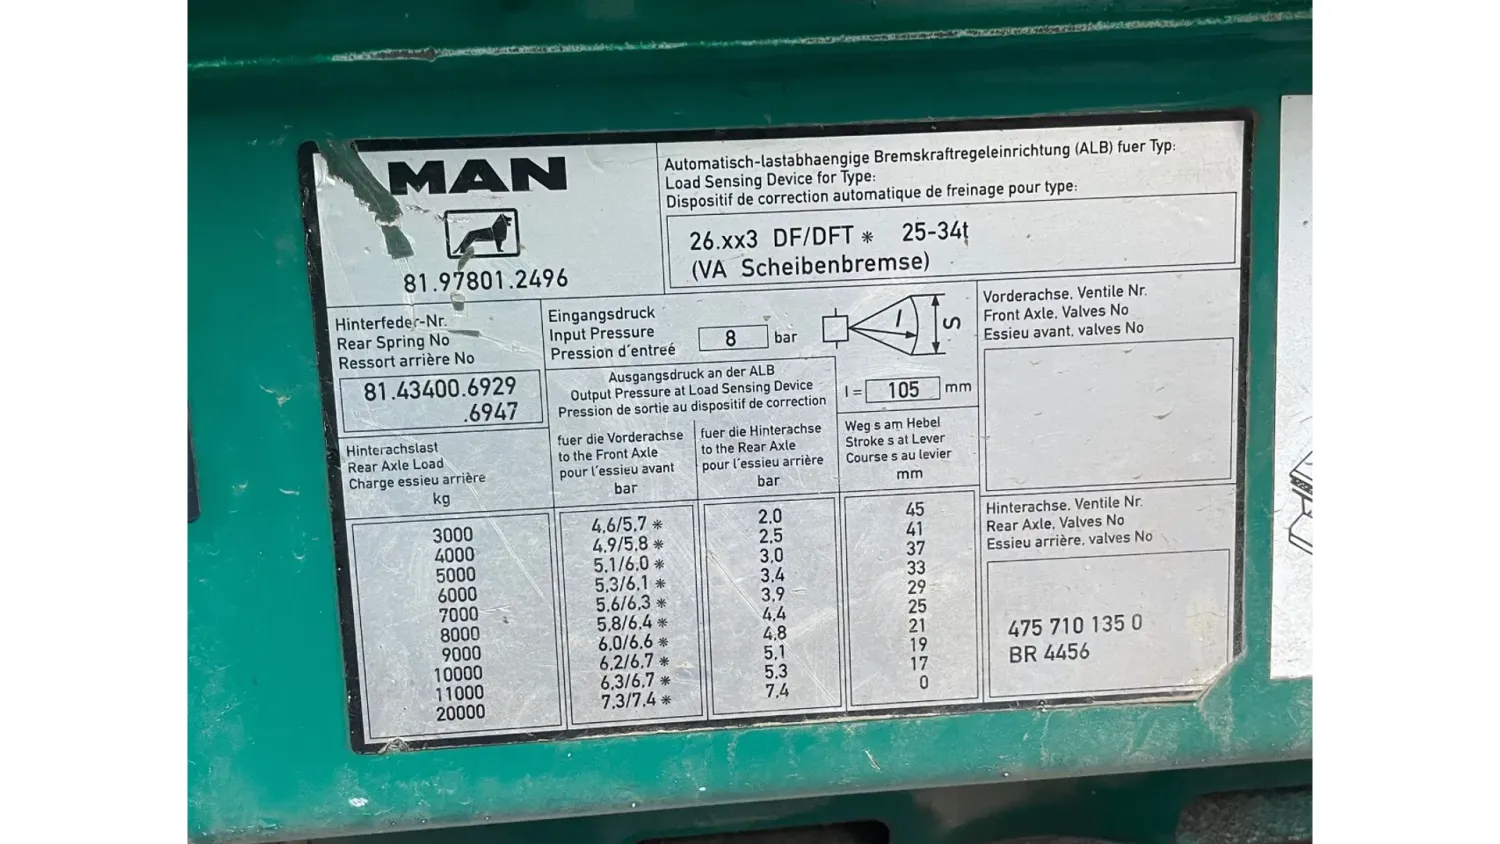 MAN
81.97801.2496
Automatisch-lastabhaengige Bremskraftregeleinrichtung (ALB) fuer Typ:
Load Sensing Device for Type:
Dispositif de correction automatique de freinage pour type:
26.xx3 DF/DFT * 25-34t
(VA Scheibenbremse)
Hinterfeder-Nr.
Rear Spring No
Ressort arrière No
81.43400.6929
.6947
Eingangsdruck
Input Pressure
Pression d'entreé
8 bar
l
S
l = 105 mm
Ausgangsdruck an der ALB
Output Pressure at Load Sensing Device
Pression de sortie au dispositif de correction
Hinterachslast
Rear Axle Load
Charge essieu arrière
kg
fuer die Vorderachse
to the Front Axle
pour l'essieu avant
bar
fuer die Hinterachse
to the Rear Axle
pour l'essieu arrière
bar
Weg s am Hebel
Stroke s at Lever
Course s au levier
mm
3000 4,6/5,7 * 2,0 45
4000 4,9/5,8 * 2,5 41
5000 5,1/6,0 * 3,0 37
6000 5,3/6,1 * 3,4 33
7000 5,6/6,3 * 3,9 29
8000 5,8/6,4 * 4,4 25
9000 6,0/6,6 * 4,8 21
10000 6,2/6,7 * 5,1 19
11000 6,3/6,7 * 5,3 17
20000 7,3/7,4 * 7,4 0
Vorderachse, Ventile Nr.
Front Axle, Valves No
Essieu avant, valves No
Hinterachse, Ventile Nr.
Rear Axle, Valves No
Essieu arrière, valves No
475 710 135 0
BR 4456